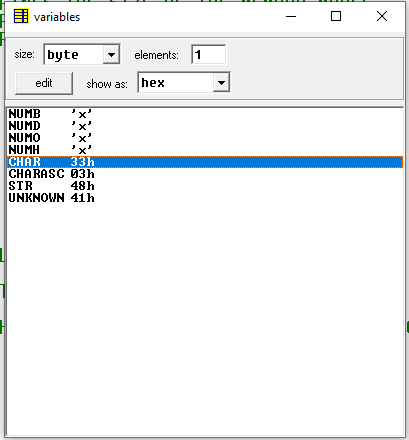 variables
size: byte elements: 1
edit show as: hex
NUMB 'x'
NUMD 'x'
NUMO 'x'
NUMH 'x'
CHAR 33h
CHARASC 03h
STR 48h
UNKNOWN 41h